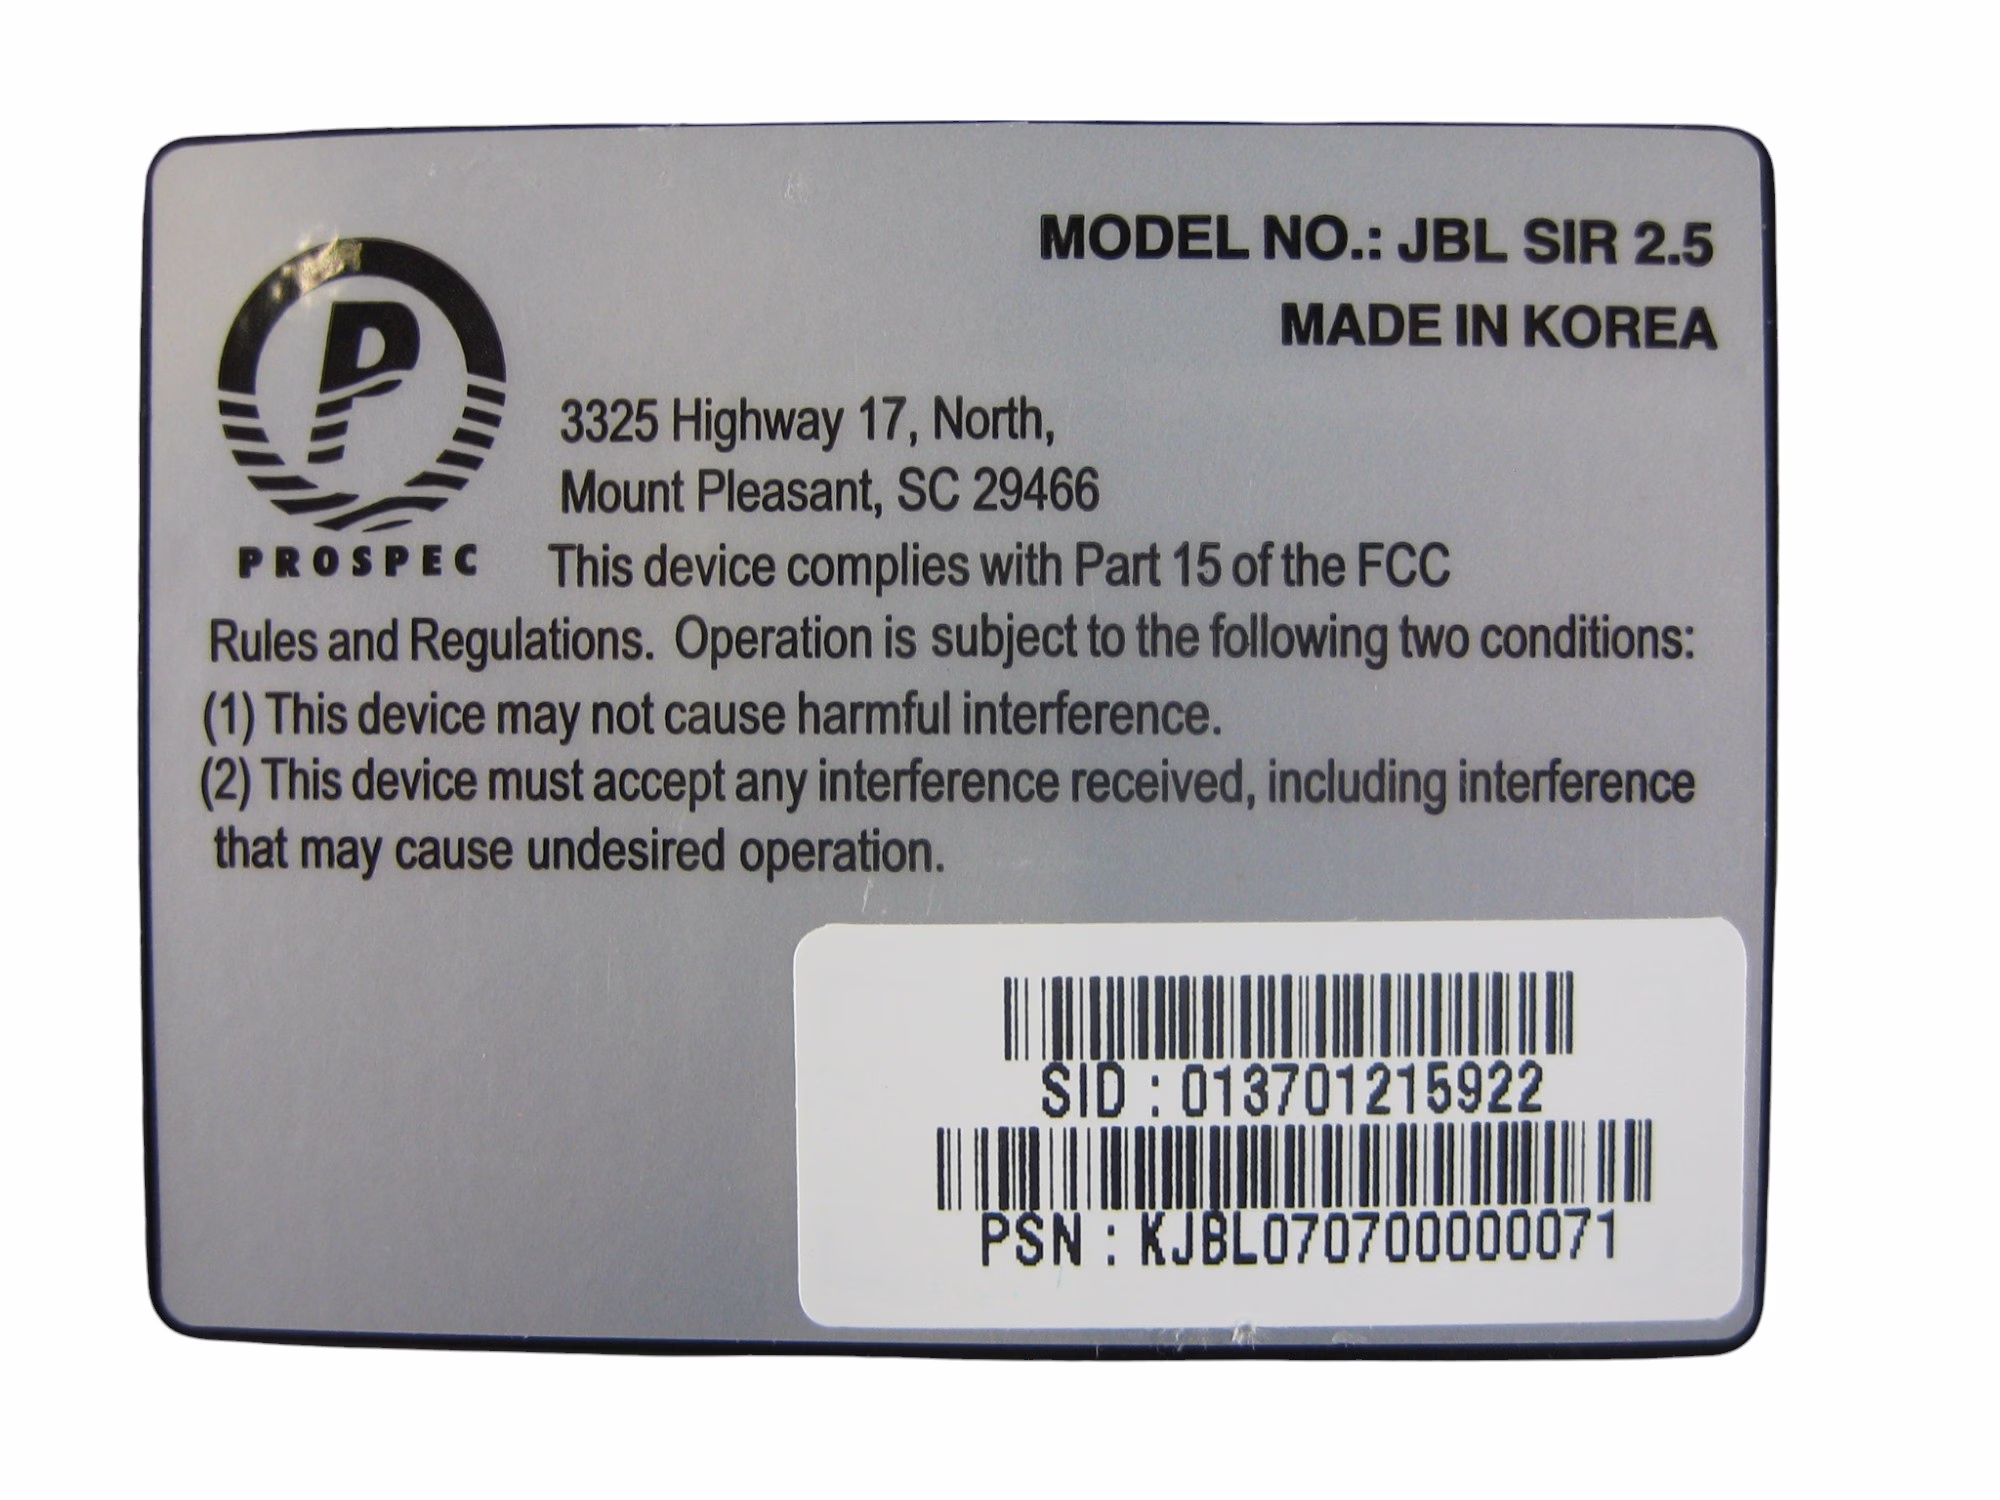 MODEL NO.: JBL SIR 2.5
MADE IN KOREA
P
PROSPEC
3325 Highway 17, North,
Mount Pleasant, SC 29466
This device complies with Part 15 of the FCC
Rules and Regulations. Operation is subject to the following two conditions:
(1) This device may not cause harmful interference.
(2) This device must accept any interference received, including interference
that may cause undesired operation.
SID : 013701215922
PSN : KJBL070700000071